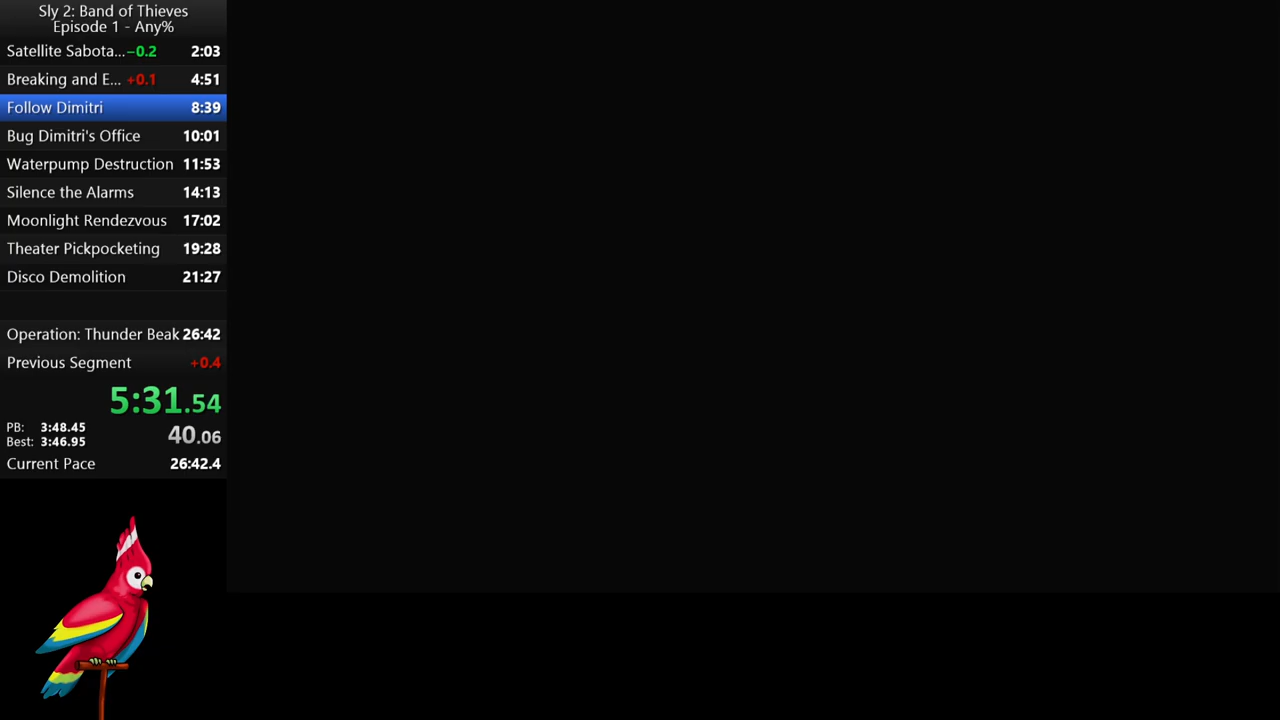 Sly 2: Band of Thieves
Episode 1 - Any%
Satellite Sabota... −0.2 2:03
Breaking and E... +0.1 4:51
Follow Dimitri 8:39
Bug Dimitri's Office 10:01
Waterpump Destruction 11:53
Silence the Alarms 14:13
Moonlight Rendezvous 17:02
Theater Pickpocketing 19:28
Disco Demolition 21:27
Operation: Thunder Beak 26:42
Previous Segment +0.4
5:31.54
PB: 3:48.45
Best: 3:46.95
40.06
Current Pace 26:42.4